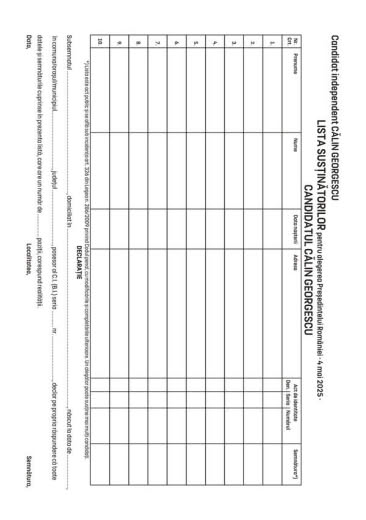 Candidat independent CĂLIN GEORGESCU
LISTA SUSȚINĂTORILOR pentru alegerea Președintelui României - 4 mai 2025 -
CANDIDATUL CĂLIN GEORGESCU
Nr. Crt. Prenume Nume Data nașterii Adresa Act de identitate Den. Seria Numărul Semnătura*)
1.
2.
3.
4.
5.
6.
7.
8.
9.
10.
*) Lista este act public și se află sub incidența art. 326 din Legea nr. 286/2009 privind Codul penal, cu modificările și completările ulterioare. Un alegător poate susține mai mulți candidați.
DECLARAȚIE
Subsemnatul ..................., domiciliat în ..................., născut la data de ...................,
în comuna/orașul/municipiul................... județul ................... posesor al C.I. (B.I.) seria ......... nr. ..................., declar pe propria răspundere că toate
datele și semnăturile cuprinse în prezenta listă, care are un număr de ............ poziții, corespund realității.
Data, Localitatea, Semnătura,